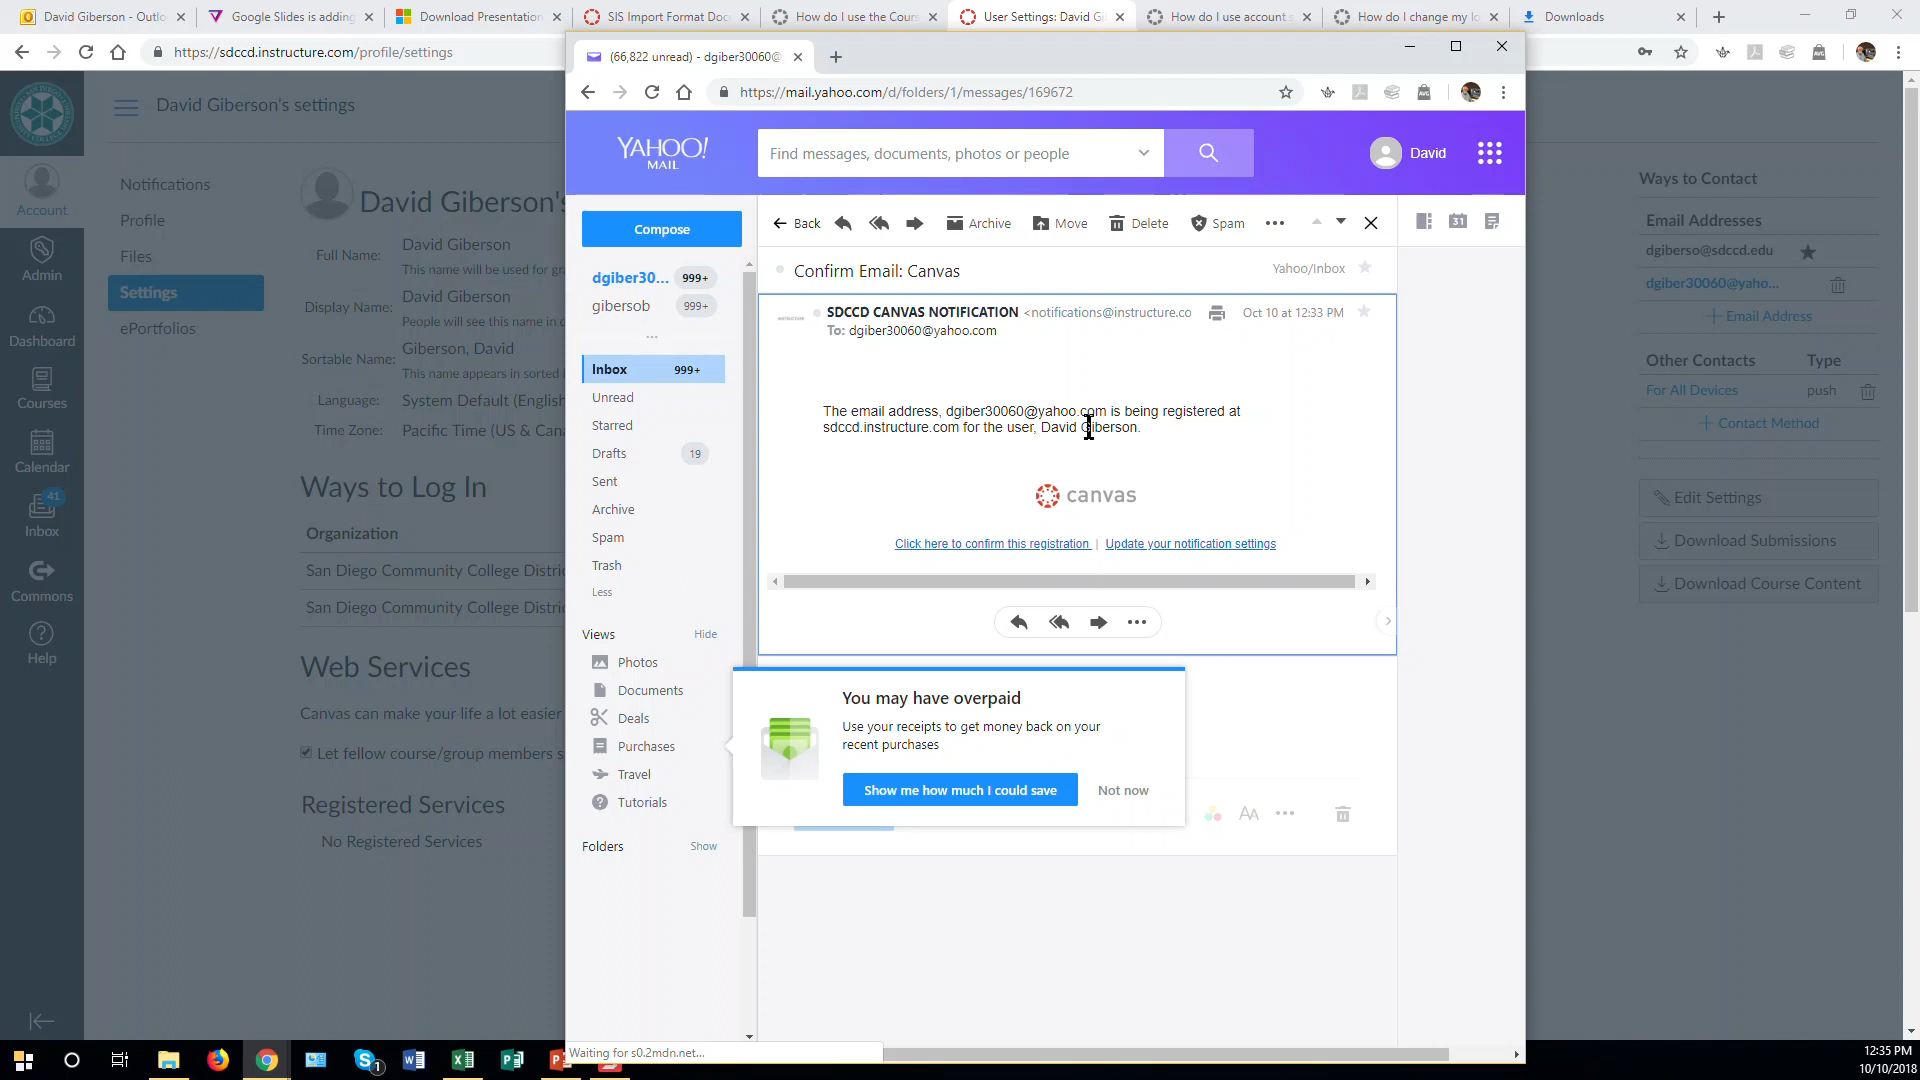 David Giberson - Outlo
Google Slides is adding
Download Presentation
SIS Import Format Doc
How do I use the Cours
User Settings: David Gi
How do I use account s
How do I change my lo
Downloads
https://sdccd.instructure.com/profile/settings
(66,822 unread) - dgiber30060@
https://mail.yahoo.com/d/folders/1/messages/169672
Account
Admin
Dashboard
Courses
Calendar
41
Inbox
Commons
Help
David Giberson's settings
Notifications
Profile
Files
Settings
ePortfolios
David Giberson's
Full Name:
David Giberson
This name will be used for gra
Display Name:
David Giberson
People will see this name in d
Sortable Name:
Giberson, David
This name appears in sorted l
Language:
System Default (English
Time Zone:
Pacific Time (US & Can
Ways to Log In
Organization
San Diego Community College Distric
San Diego Community College Distric
Web Services
Canvas can make your life a lot easier
Let fellow course/group members s
Registered Services
No Registered Services
YAHOO!
MAIL
Find messages, documents, photos or people
David
Compose
dgiber30... 999+
gibersob 999+
Inbox 999+
Unread
Starred
Drafts 19
Sent
Archive
Spam
Trash
Less
Views Hide
Photos
Documents
Deals
Purchases
Travel
Tutorials
Folders Show
Back
Archive
Move
Delete
Spam
31
Confirm Email: Canvas
Yahoo/Inbox
SDCCD CANVAS NOTIFICATION <notifications@instructure.co
Oct 10 at 12:33 PM
To: dgiber30060@yahoo.com
The email address, dgiber30060@yahoo.com is being registered at
sdccd.instructure.com for the user, David Giberson.
canvas
Click here to confirm this registration | Update your notification settings
You may have overpaid
Use your receipts to get money back on your
recent purchases
Show me how much I could save
Not now
AA
Waiting for s0.2mdn.net...
Ways to Contact
Email Addresses
dgiberso@sdccd.edu
dgiber30060@yaho...
Email Address
Other Contacts Type
For All Devices push
Contact Method
Edit Settings
Download Submissions
Download Course Content
12:35 PM
10/10/2018